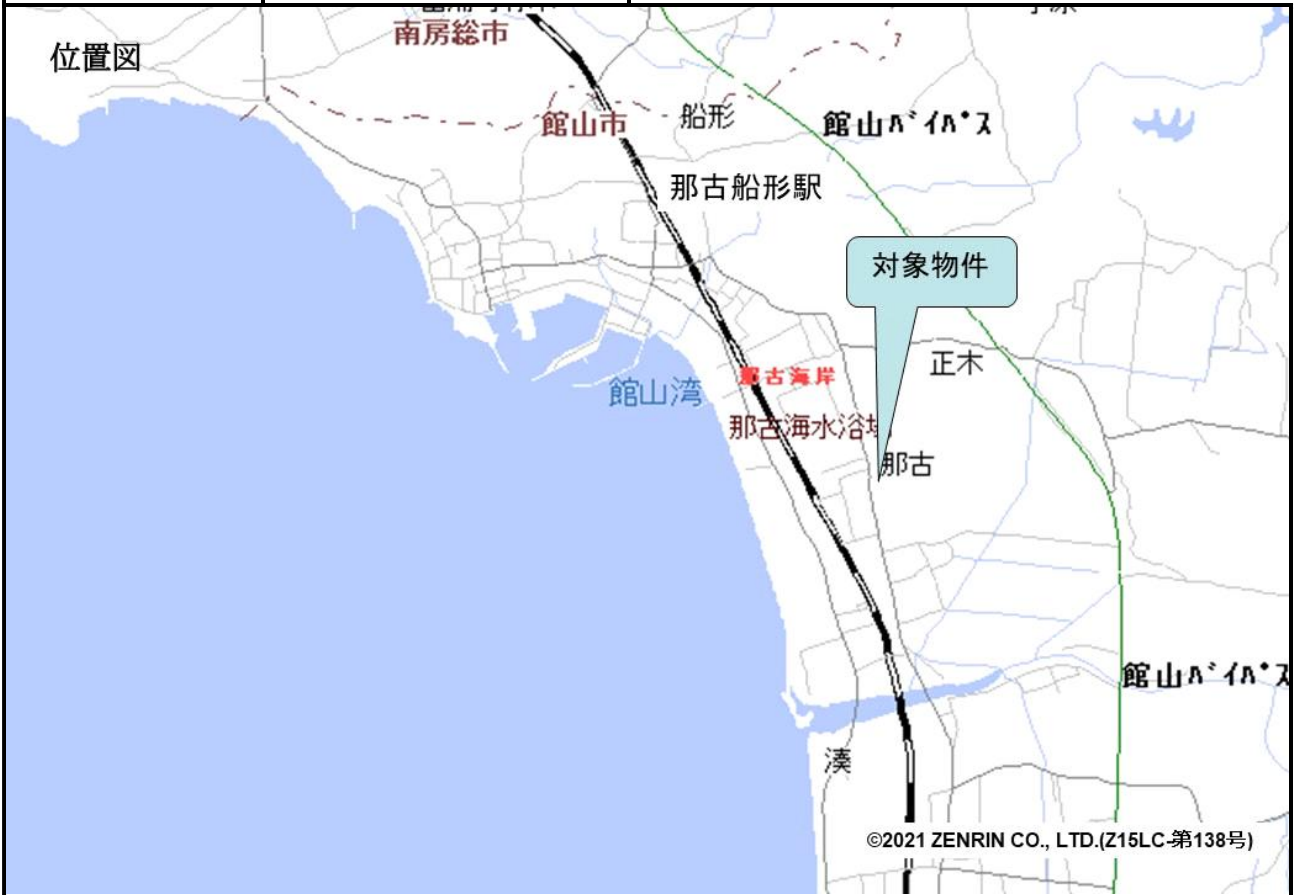 南房総市
位置図
館山市
船形
館山バイパス
那古船形駅
対象物件
正木
那古海岸
館山湾
那古海水浴場
那古
館山バイパス
湊
©2021 ZENRIN CO., LTD.(Z15LC-第138号)